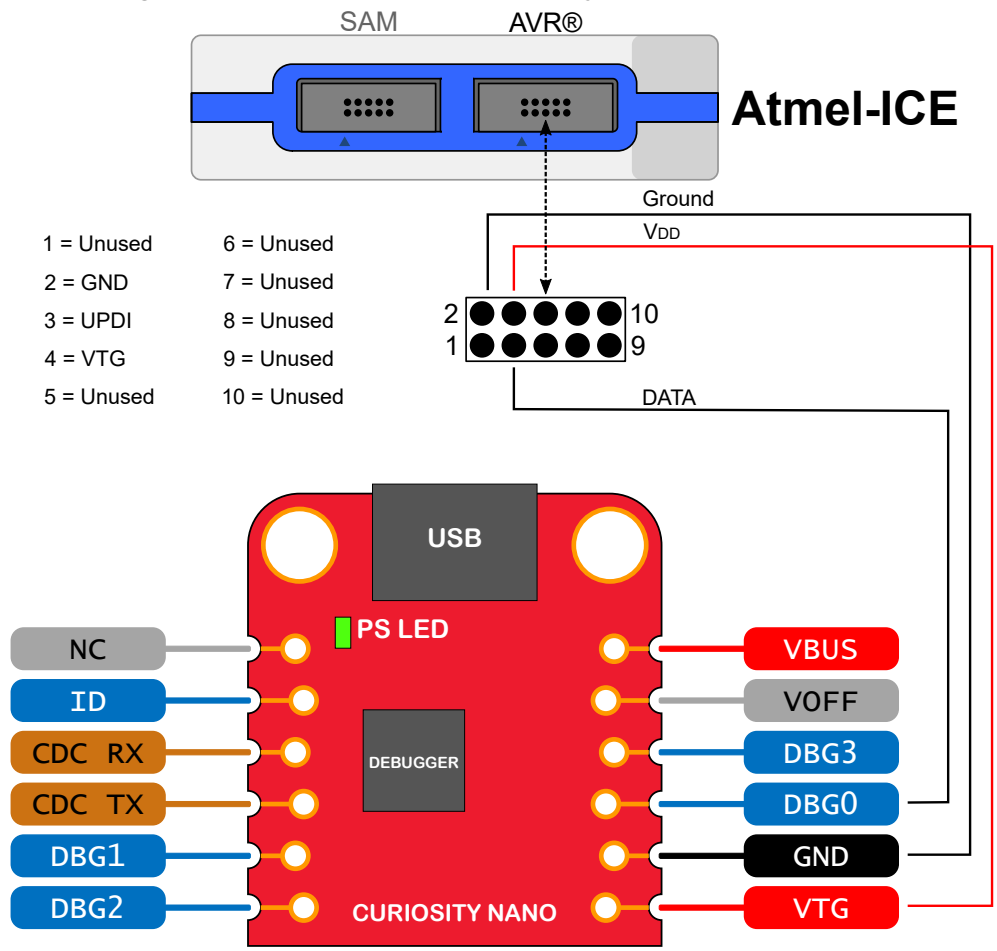 SAM AVR®
Atmel-ICE
Ground
VDD
1 = Unused 6 = Unused
2 = GND 7 = Unused
3 = UPDI 8 = Unused
4 = VTG 9 = Unused
5 = Unused 10 = Unused
2 10
1 9
DATA
USB
PS LED
NC VBUS
ID VOFF
CDC RX DBG3
DEBUGGER
CDC TX DBG0
DBG1 GND
DBG2 VTG
CURIOSITY NANO